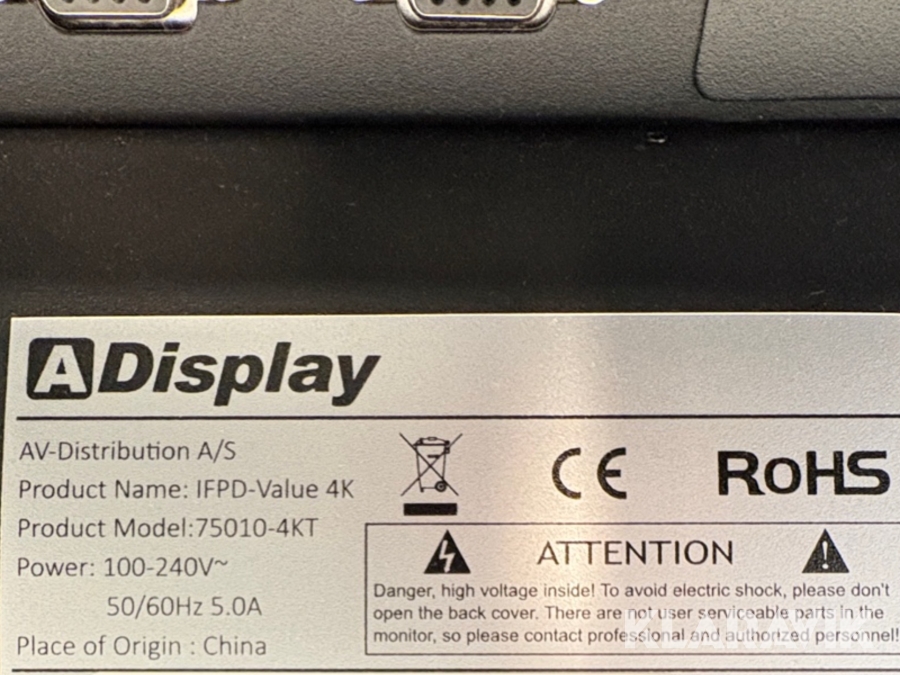 ADisplay
AV-Distribution A/S
Product Name: IFPD-Value 4K
Product Model:75010-4KT
Power: 100-240V~
50/60Hz 5.0A
Place of Origin : China
CE
RoHS
ATTENTION
Danger, high voltage inside! To avoid electric shock, please don't
open the back cover. There are not user serviceable parts in the
monitor, so please contact professional and authorized personnel!
KLARAVIK